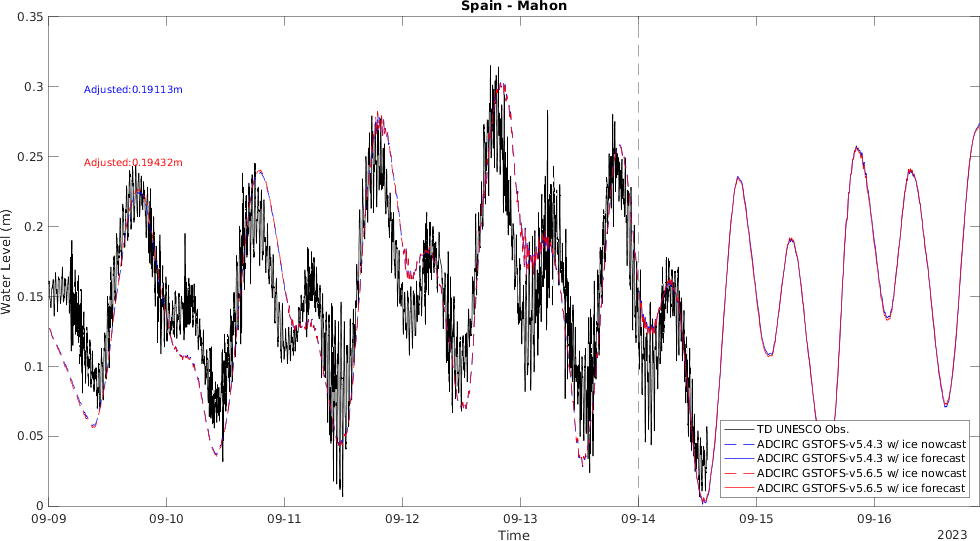 Spain - Mahon
Water Level (m)
0.35
0.3
0.25
0.2
0.15
0.1
0.05
0
Adjusted:0.19113m
Adjusted:0.19432m
TD UNESCO Obs.
ADCIRC GSTOFS-v5.4.3 w/ ice nowcast
ADCIRC GSTOFS-v5.4.3 w/ ice forecast
ADCIRC GSTOFS-v5.6.5 w/ ice nowcast
ADCIRC GSTOFS-v5.6.5 w/ ice forecast
09-09 09-10 09-11 09-12 09-13 09-14 09-15 09-16
Time
2023